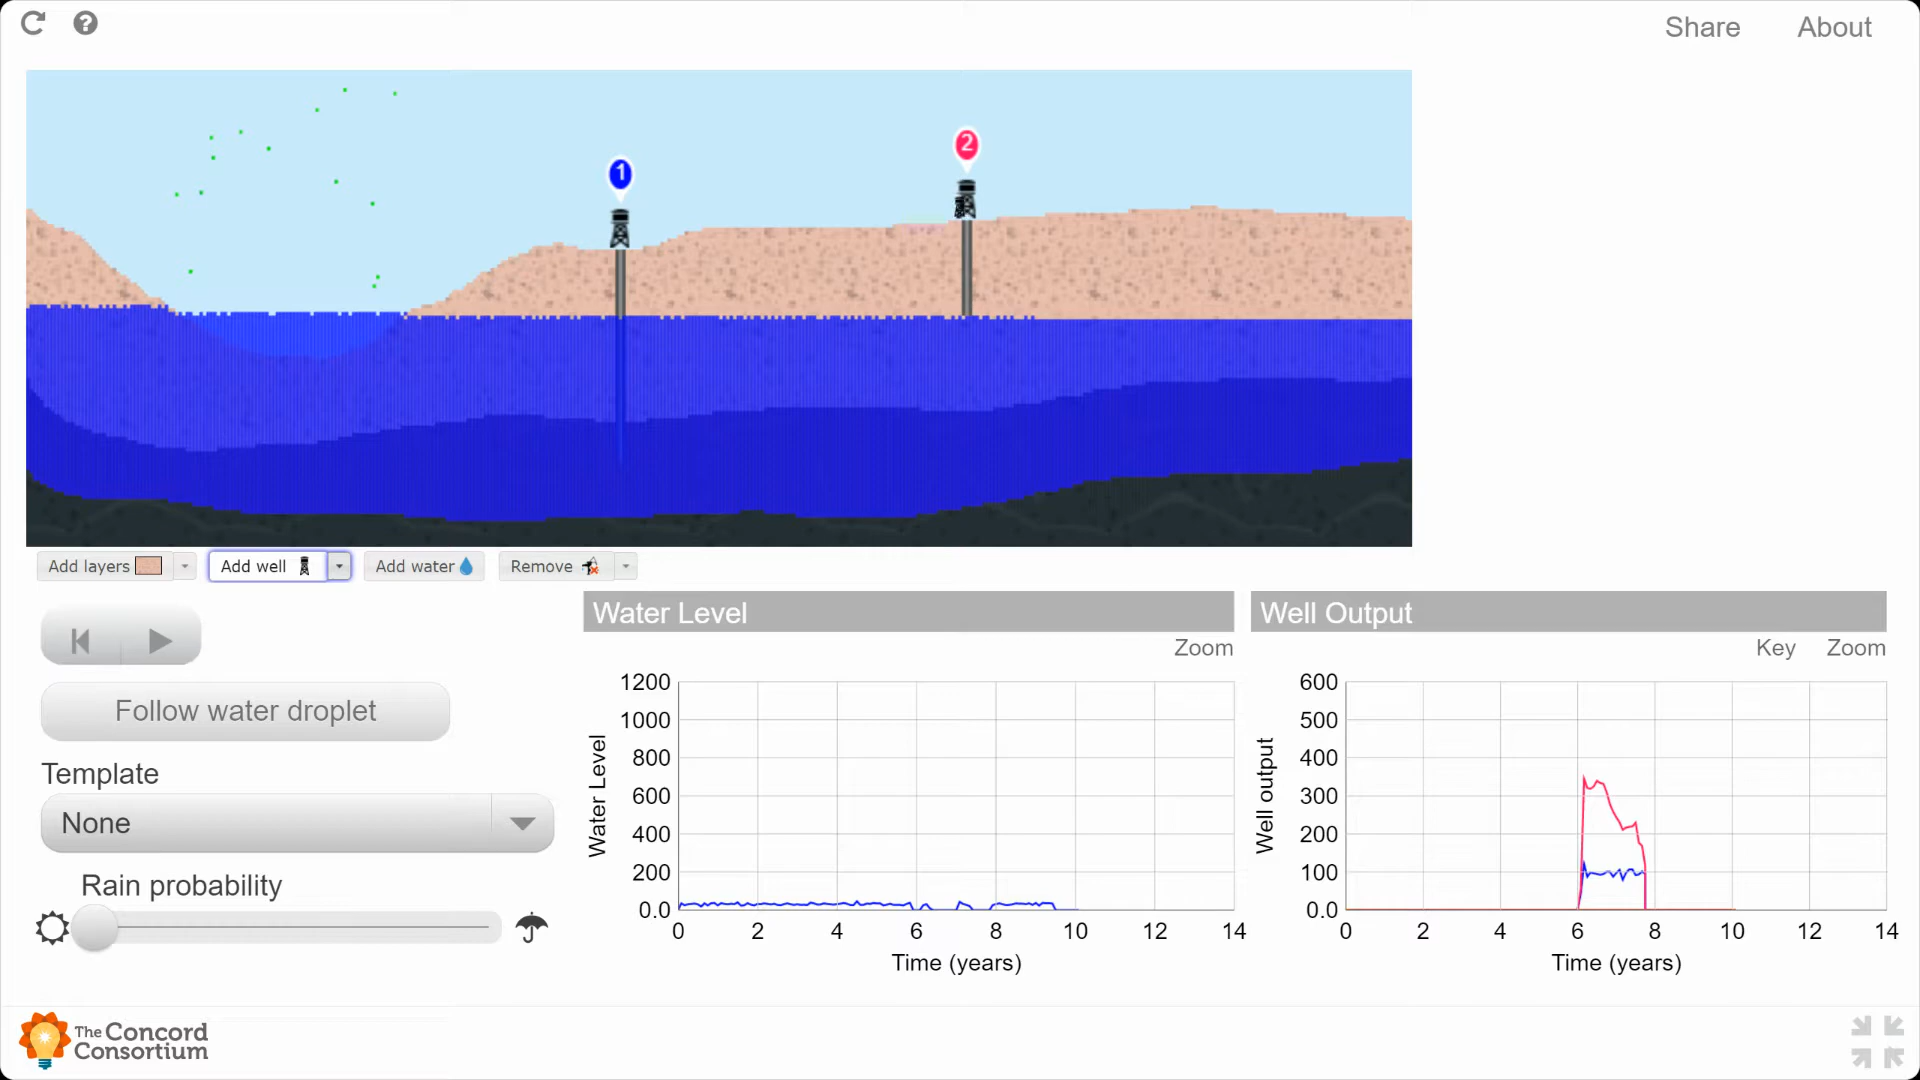 Share About
1
2
Add layers Add well Add water Remove
Water Level
Zoom
Well Output
Key Zoom
Follow water droplet
Template
None
Rain probability
Water Level
1200
1000
800
600
400
200
0.0
0 2 4 6 8 10 12 14
Time (years)
Well output
600
500
400
300
200
100
0.0
0 2 4 6 8 10 12 14
Time (years)
The Concord
Consortium